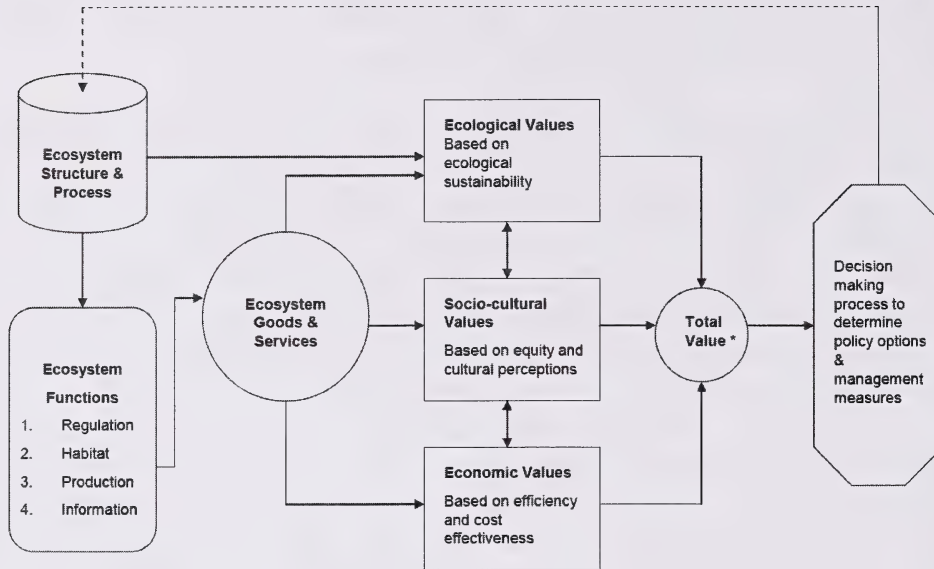 Ecosystem
Structure &
Process
Ecosystem
Functions
1. Regulation
2. Habitat
3. Production
4. Information
Ecosystem
Goods &
Services
Ecological Values
Based on
ecological
sustainability
Socio-cultural
Values
Based on equity and
cultural perceptions
Economic Values
Based on efficiency
and cost
effectiveness
Total
Value *
Decision
making
process to
determine
policy options
&
management
measures